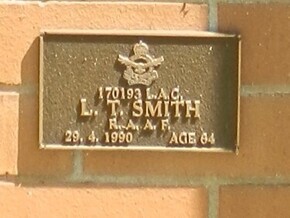 170193 L.A.C.
L. T. SMITH
R. A. A. F.
29. 4. 1990 AGE 64